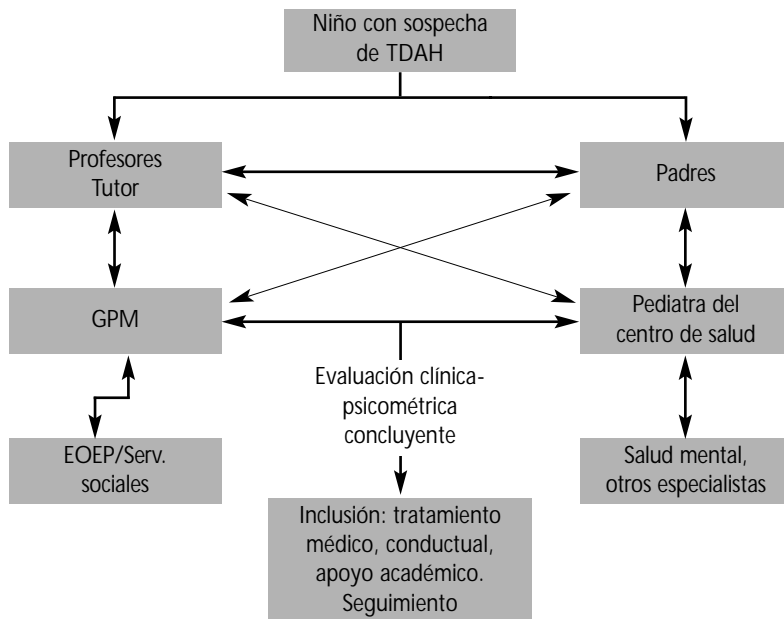 Niño con sospecha
de TDAH
Profesores
Tutor
Padres
GPM
Pediatra del
centro de salud
Evaluación clínica-
psicométrica
concluyente
EOEP/Serv.
sociales
Salud mental,
otros especialistas
Inclusión: tratamiento
médico, conductual,
apoyo académico.
Seguimiento